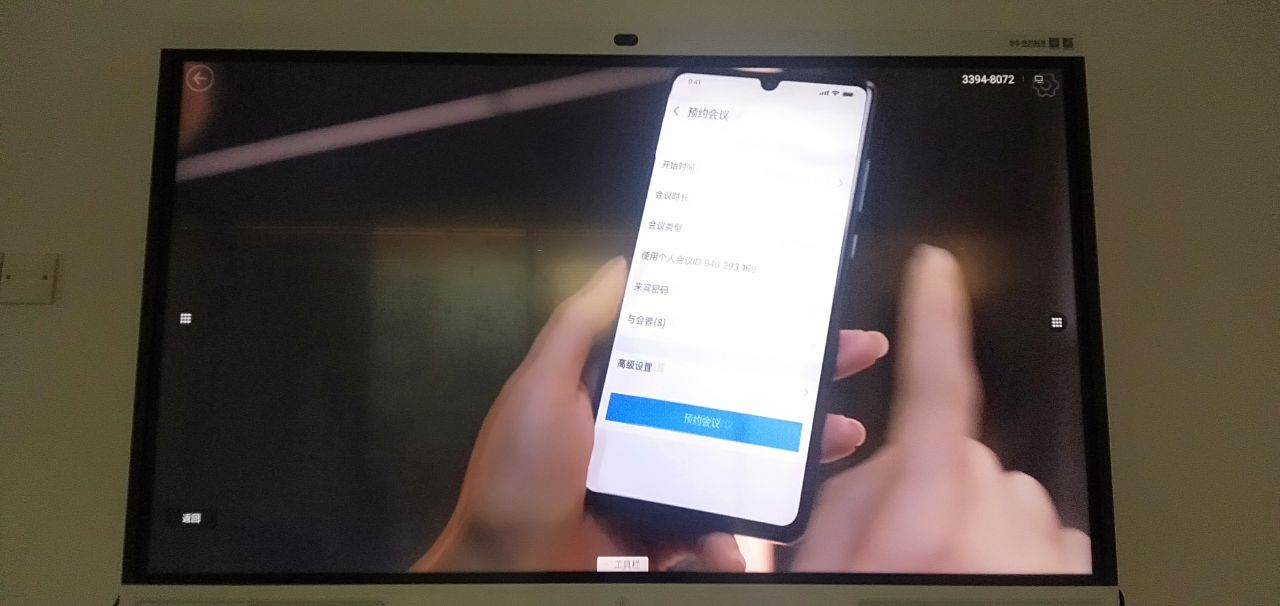 3394-8072
9:41
预约会议
开始时间
会议时长
会议类型
使用个人会议ID 940 293 160
来宾密码
与会者(8)
高级设置
预约会议
返回
工具栏